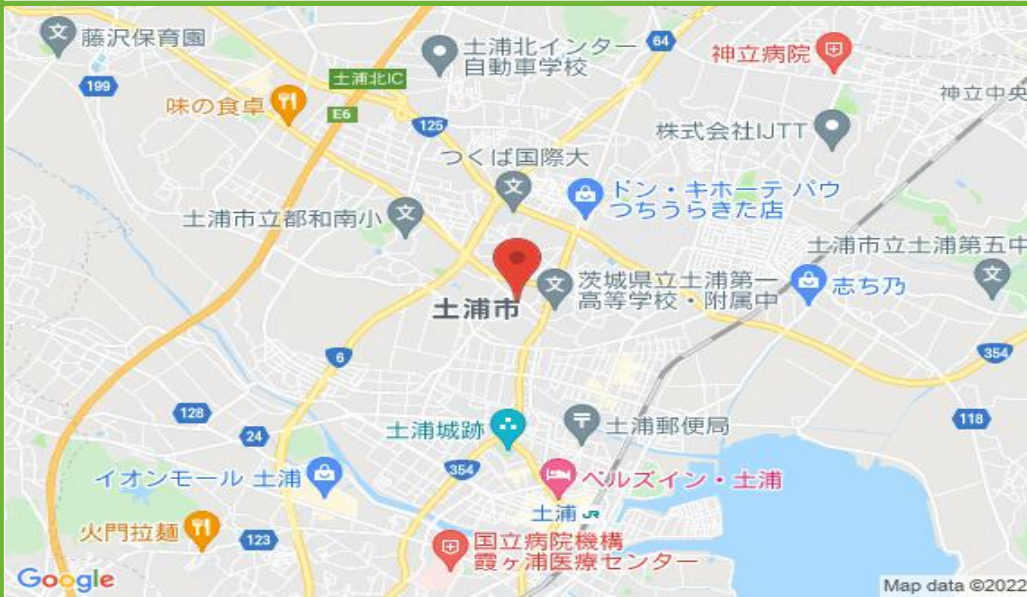 藤沢保育園
土浦北インター
自動車学校
64
神立病院
199
土浦北IC
神立中央
味の食卓
E6
125
株式会社IJTT
つくば国際大
ドン・キホーテ パウ
つちうらきた店
土浦市立都和南小
土浦市立土浦第五中
茨城県立土浦第一
高等学校・附属中
志ち乃
土浦市
6
354
128
24
118
土浦城跡
土浦郵便局
354
イオンモール 土浦
ベルズイン・土浦
土浦 JR
火門拉麺
123
国立病院機構
霞ヶ浦医療センター
Google
Map data ©2022